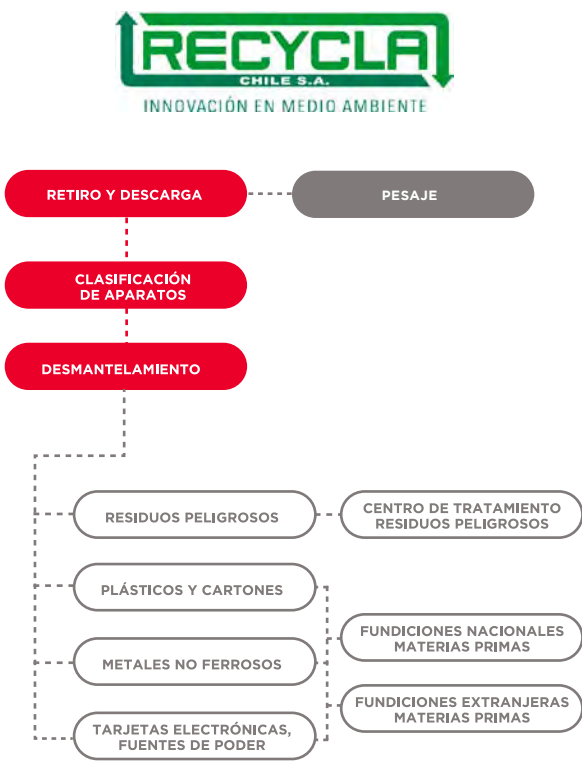 RECYCLA
CHILE S.A.
INNOVACIÓN EN MEDIO AMBIENTE
RETIRO Y DESCARGA
PESAJE
CLASIFICACIÓN
DE APARATOS
DESMANTELAMIENTO
RESIDUOS PELIGROSOS
CENTRO DE TRATAMIENTO
RESIDUOS PELIGROSOS
PLÁSTICOS Y CARTONES
FUNDICIONES NACIONALES
MATERIAS PRIMAS
METALES NO FERROSOS
FUNDICIONES EXTRANJERAS
MATERIAS PRIMAS
TARJETAS ELECTRÓNICAS,
FUENTES DE PODER